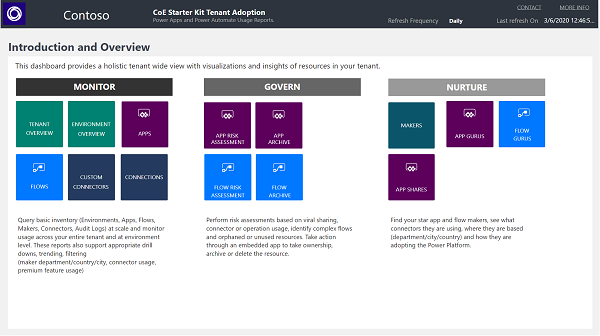 Contoso
CoE Starter Kit Tenant Adoption
Power Apps and Power Automate Usage Reports.
CONTACT
MORE INFO
Refresh Frequency
Daily
Last refresh On
3/6/2020 12:46:5...
Introduction and Overview
This dashboard provides a holistic tenant wide view with visualizations and insights of resources in your tenant.
MONITOR
TENANT
OVERVIEW
ENVIRONMENT
OVERVIEW
APPS
FLOWS
CUSTOM
CONNECTORS
CONNECTIONS
Query basic inventory (Environments, Apps, Flows,
Makers, Connectors, Audit Logs) at scale and monitor
usage across your entire tenant and at environment
level. These reports also support appropriate drill
downs, trending, filtering
(maker department/country/city, connector usage,
premium feature usage)
GOVERN
APP RISK
ASSESSMENT
APP
ARCHIVE
FLOW RISK
ASSESSMENT
FLOW
ARCHIVE
Perform risk assessments based on viral sharing,
connector or operation usage, identify complex flows
and orphaned or unused resources. Take action
through an embedded app to take ownership,
archive or delete the resource.
NURTURE
MAKERS
APP GURUS
FLOW
GURUS
APP SHARES
Find your star app and flow makers, see what
connectors they are using, where they are based
(department/city/country) and how they are
adopting the Power Platform.